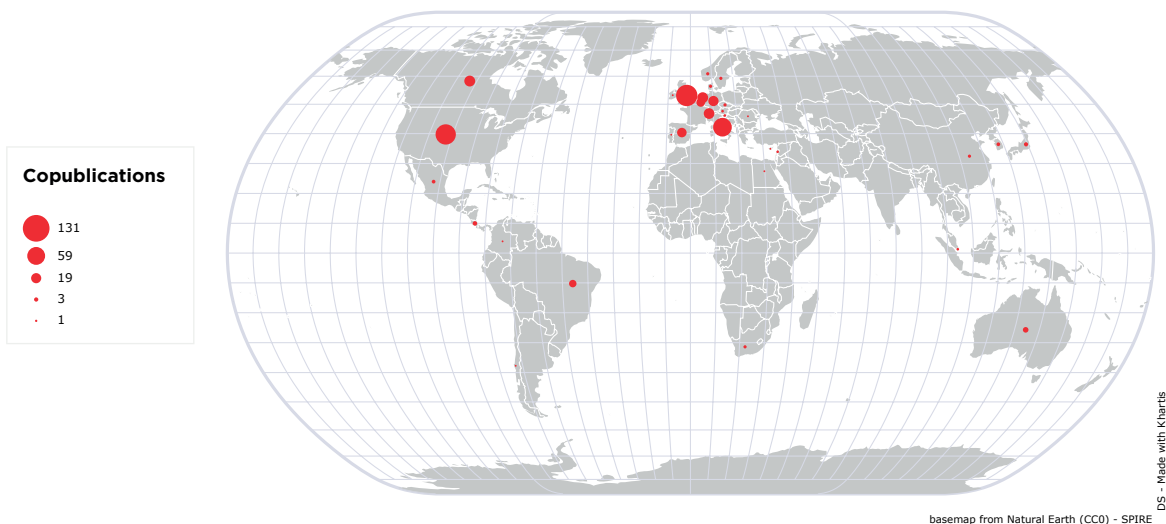 Copublications
131
59
19
3
1
DS - Made with Khartis
basemap from Natural Earth (CC0) - SPIRE